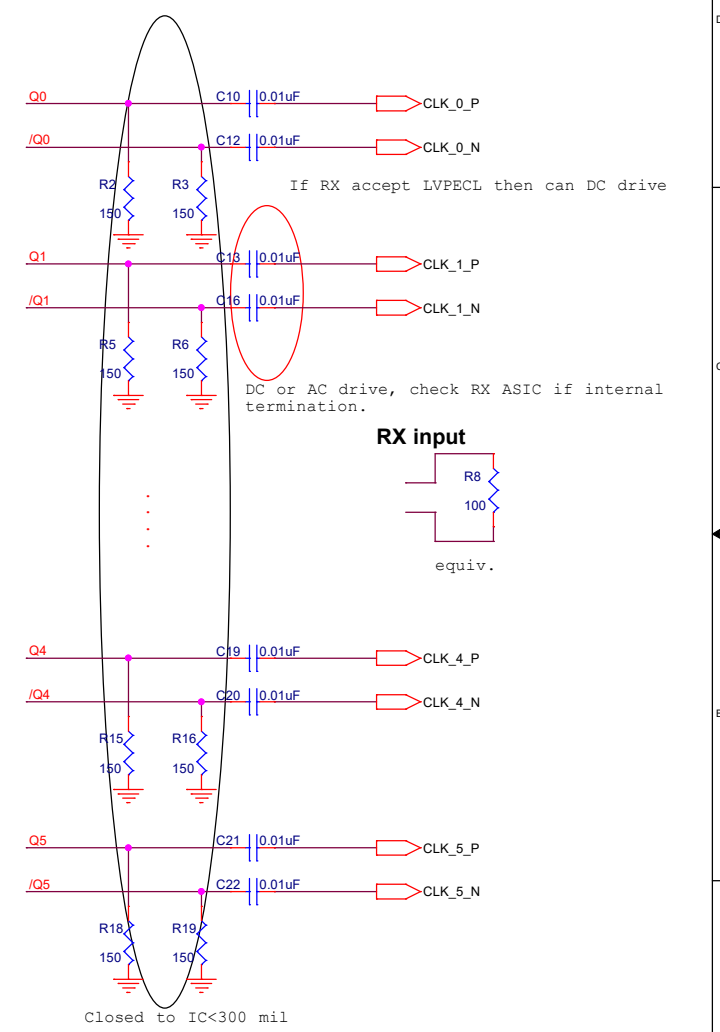 D
Q0 C10 0.01uF CLK_0_P
/Q0 C12 0.01uF CLK_0_N
R2 R3 If RX accept LVPECL then can DC drive
150 150
Q1 C13 0.01uF CLK_1_P
/Q1 C16 0.01uF CLK_1_N
R5 R6
150 150
C
DC or AC drive, check RX ASIC if internal
termination.
RX input
R8
100
equiv.
Q4 C19 0.01uF CLK_4_P
/Q4 C20 0.01uF CLK_4_N
B
R15 R16
150 150
Q5 C21 0.01uF CLK_5_P
/Q5 C22 0.01uF CLK_5_N
R18 R19
150 150
Closed to IC<300 mil